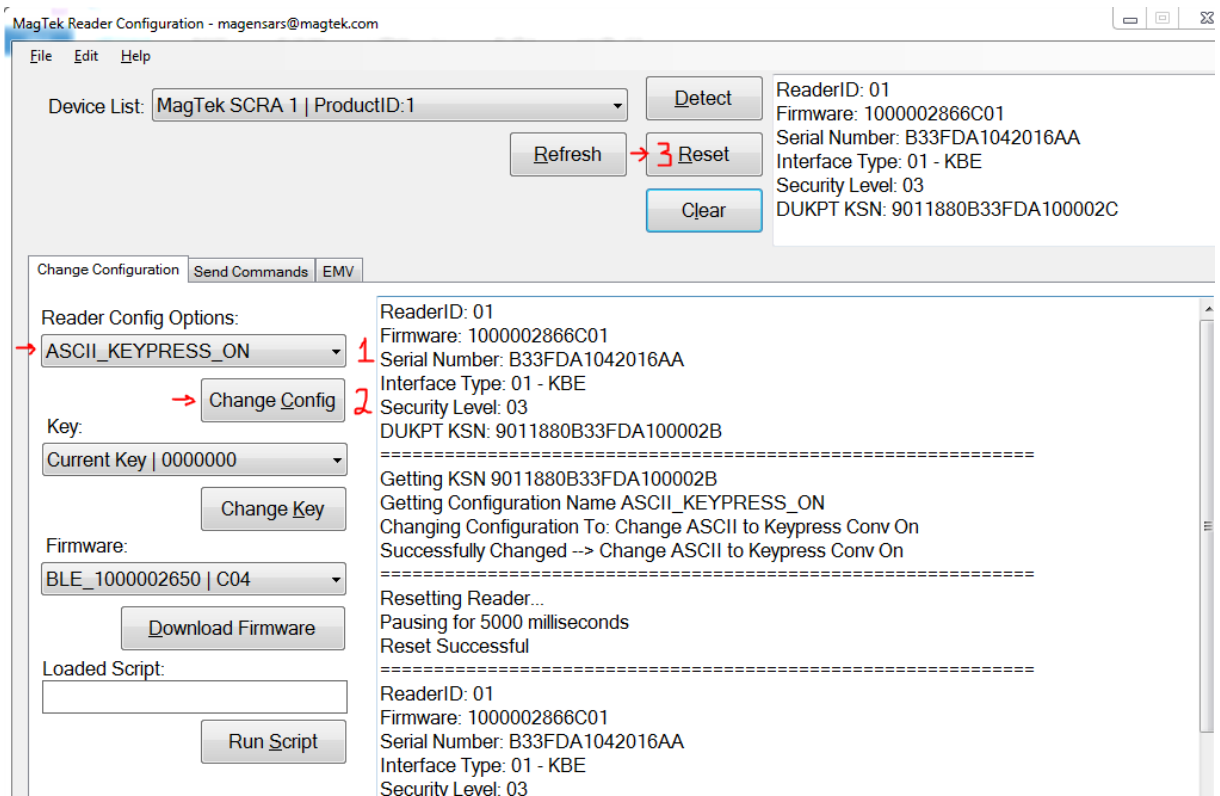 MagTek Reader Configuration - magensars@magtek.com
File Edit Help
Device List: MagTek SCRA 1 | ProductID:1
Detect
Refresh
3 Reset
Clear
ReaderID: 01
Firmware: 1000002866C01
Serial Number: B33FDA1042016AA
Interface Type: 01 - KBE
Security Level: 03
DUKPT KSN: 9011880B33FDA100002C
Change Configuration Send Commands EMV
Reader Config Options:
ASCII_KEYPRESS_ON 1
Change Config 2
Key:
Current Key | 0000000
Change Key
Firmware:
BLE_1000002650 | C04
Download Firmware
Loaded Script:
Run Script
ReaderID: 01
Firmware: 1000002866C01
Serial Number: B33FDA1042016AA
Interface Type: 01 - KBE
Security Level: 03
DUKPT KSN: 9011880B33FDA100002B
=============================================================
Getting KSN 9011880B33FDA100002B
Getting Configuration Name ASCII_KEYPRESS_ON
Changing Configuration To: Change ASCII to Keypress Conv On
Successfully Changed --> Change ASCII to Keypress Conv On
=============================================================
Resetting Reader...
Pausing for 5000 milliseconds
Reset Successful
=============================================================
ReaderID: 01
Firmware: 1000002866C01
Serial Number: B33FDA1042016AA
Interface Type: 01 - KBE
Security Level: 03